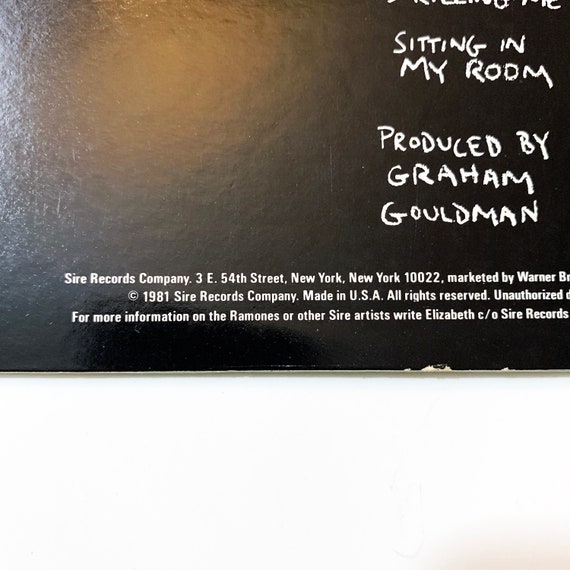 SITTING IN
MY ROOM
PRODUCED BY
GRAHAM
GOULDMAN
Sire Records Company. 3 E. 54th Street, New York, New York 10022, marketed by Warner Br
© 1981 Sire Records Company. Made in U.S.A. All rights reserved. Unauthorized d
For more information on the Ramones or other Sire artists write Elizabeth c/o Sire Records